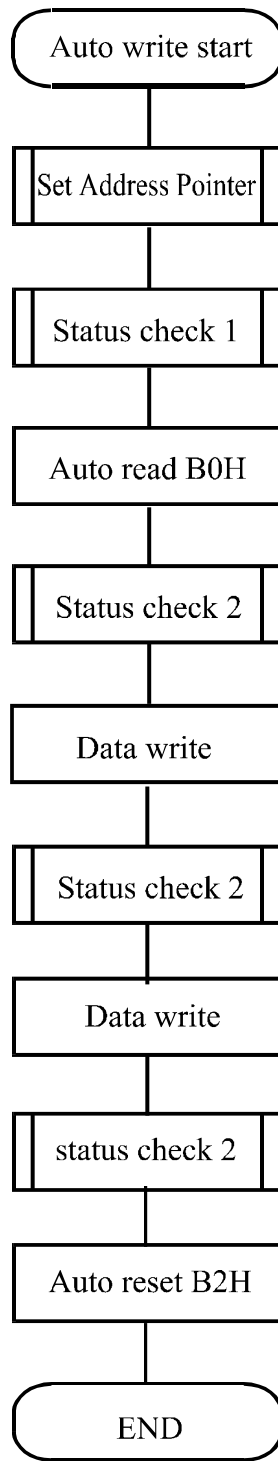 Auto write start
Set Address Pointer
Status check 1
Auto read B0H
Status check 2
Data write
Status check 2
Data write
status check 2
Auto reset B2H
END